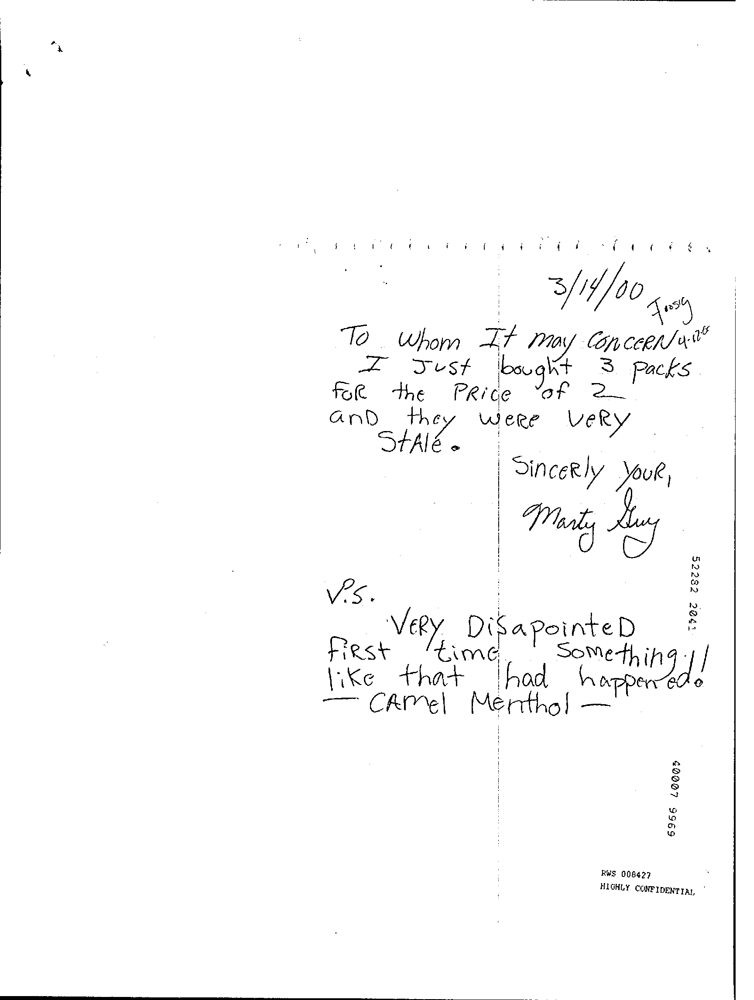 3/14/00
To Whom It may CONCERN
I Just bought 3 packs
FOR the PRice of 2
anD they weRe VeRY
StAle.
SinceRly YouR,
Marty Guy
P.S.
VeRY DiSapointeD
fiRst time something
like that had happened!!
— CAmel Menthol —
52282 2041
40007 9969
RWS 008427
HIGHLY CONFIDENTIAL